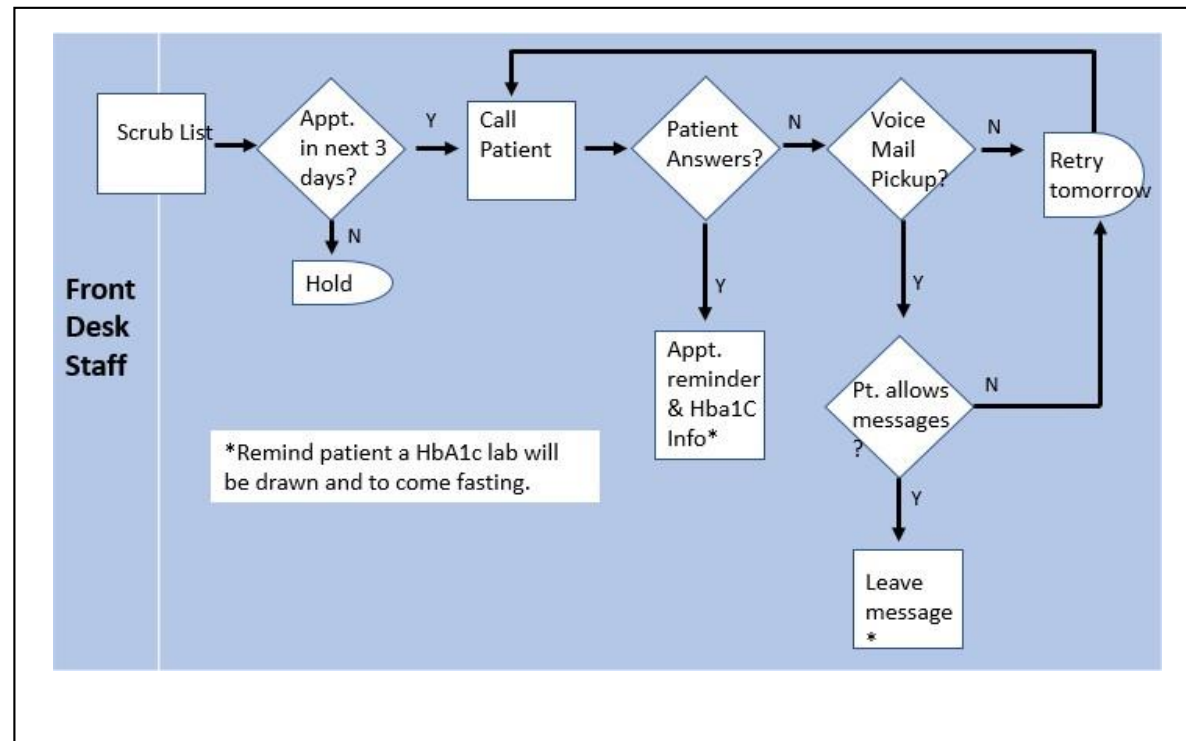 Front
Desk
Staff
Scrub List
Appt.
in next 3
days?
Y
N
Hold
Call
Patient
Patient
Answers?
N
Y
Appt.
reminder
& Hba1C
Info*
Voice
Mail
Pickup?
N
Y
Retry
tomorrow
Pt. allows
messages
?
N
Y
Leave
message
*
*Remind patient a HbA1c lab will
be drawn and to come fasting.